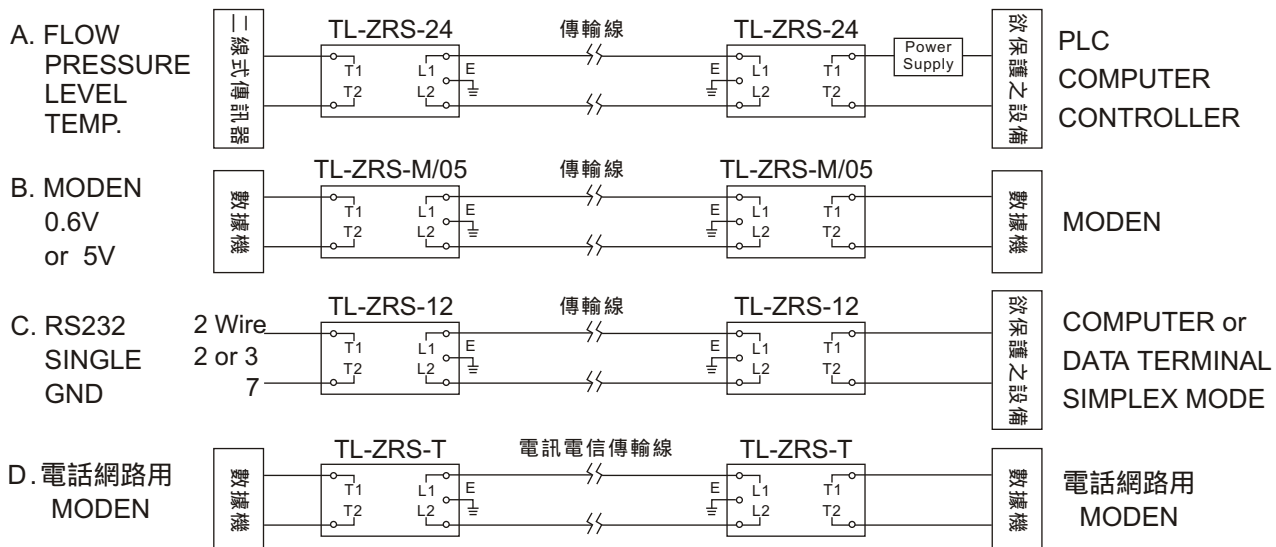 A. FLOW
PRESSURE
LEVEL
TEMP.
二線式傳訊器
TL-ZRS-24
T1
T2
L1
L2
E
傳輸線
TL-ZRS-24
E
L1
L2
T1
T2
Power
Supply
欲保護之設備
PLC
COMPUTER
CONTROLLER
B. MODEN
0.6V
or 5V
數據機
TL-ZRS-M/05
T1
T2
L1
L2
E
傳輸線
TL-ZRS-M/05
E
L1
L2
T1
T2
數據機
MODEN
C. RS232
SINGLE
GND
2 Wire
2 or 3
7
TL-ZRS-12
T1
T2
L1
L2
E
傳輸線
TL-ZRS-12
E
L1
L2
T1
T2
欲保護之設備
COMPUTER or
DATA TERMINAL
SIMPLEX MODE
D.電話網路用
MODEN
數據機
TL-ZRS-T
T1
T2
L1
L2
E
電訊電信傳輸線
TL-ZRS-T
E
L1
L2
T1
T2
數據機
電話網路用
MODEN